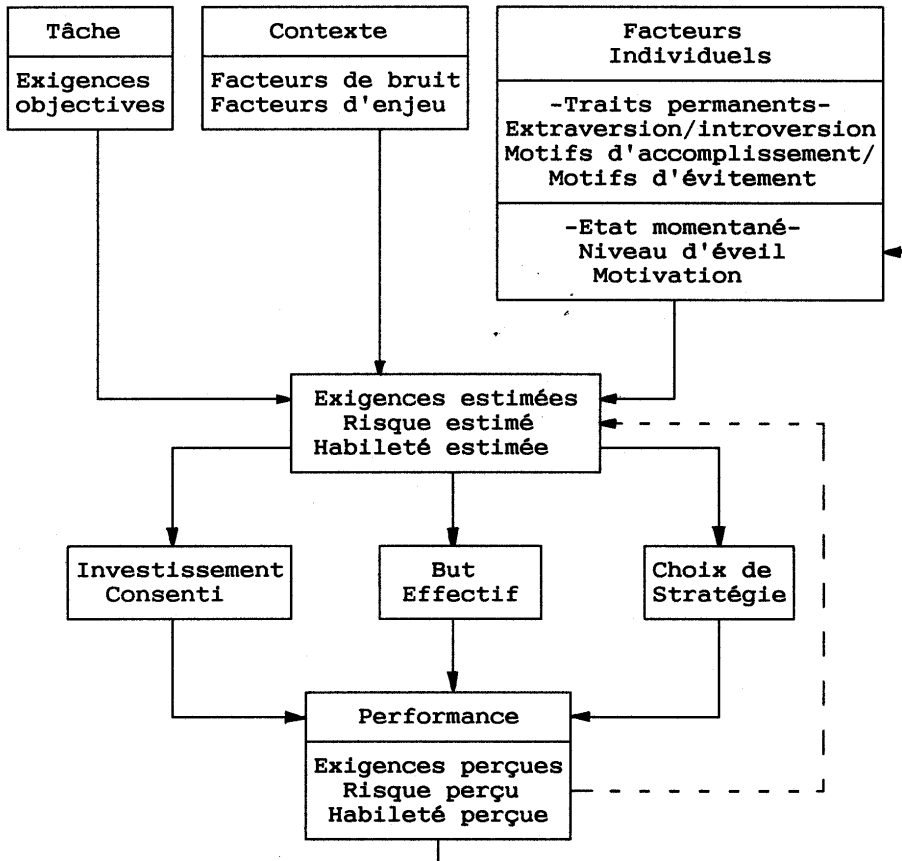 Tâche
Exigences
objectives
Contexte
Facteurs de bruit
Facteurs d'enjeu
Facteurs
Individuels
-Traits permanents-
Extraversion/introversion
Motifs d'accomplissement/
Motifs d'évitement
-Etat momentané-
Niveau d'éveil
Motivation
Exigences estimées
Risque estimé
Habileté estimée
Investissement
Consenti
But
Effectif
Choix de
Stratégie
Performance
Exigences perçues
Risque perçu
Habileté perçue